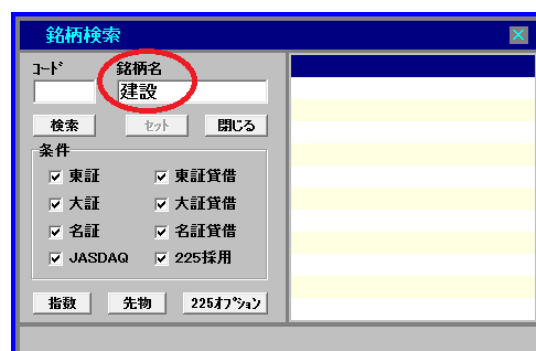 銘柄検索
ｺｰﾄﾞ 銘柄名
建設
検索 ｾｯﾄ 閉じる
条件
東証 東証貸借
大証 大証貸借
名証 名証貸借
JASDAQ 225採用
指数 先物 225ｵﾌﾟｼｮﾝ